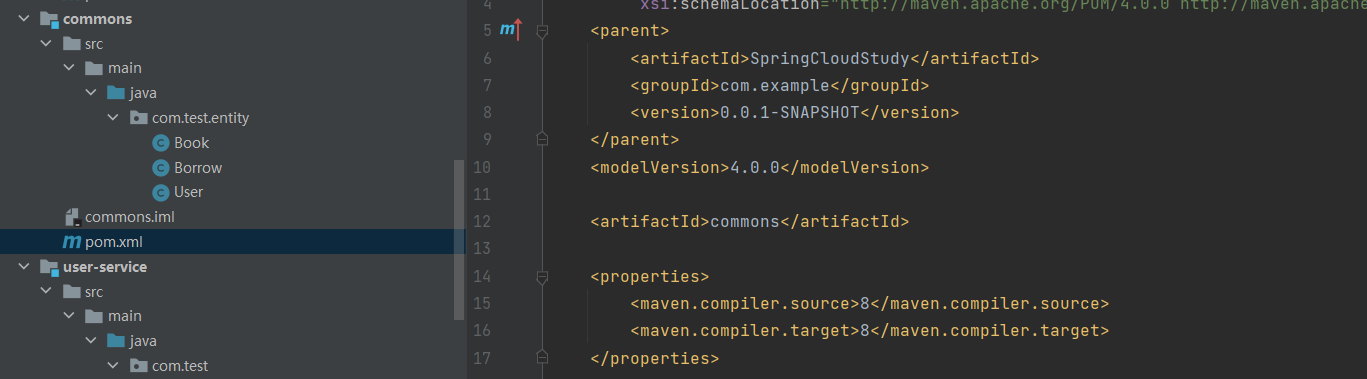 commons
src
main
java
com.test.entity
Book
Borrow
User
commons.iml
pom.xml
user-service
src
main
java
com.test
4 xsi:schemaLocation="http://maven.apache.org/POM/4.0.0 http://maven.apache
5 <parent>
6 <artifactId>SpringCloudStudy</artifactId>
7 <groupId>com.example</groupId>
8 <version>0.0.1-SNAPSHOT</version>
9 </parent>
10 <modelVersion>4.0.0</modelVersion>
11
12 <artifactId>commons</artifactId>
13
14 <properties>
15 <maven.compiler.source>8</maven.compiler.source>
16 <maven.compiler.target>8</maven.compiler.target>
17 </properties>